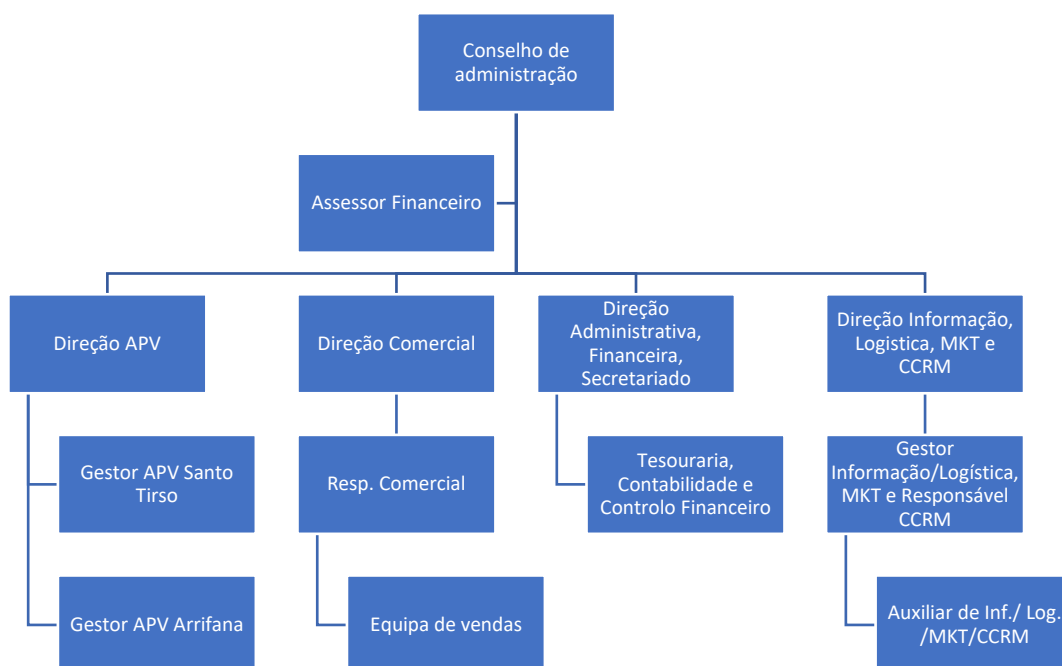 Conselho de
administração
Assessor Financeiro
Direção APV
Direção Comercial
Direção
Administrativa,
Financeira,
Secretariado
Direção Informação,
Logistica, MKT e
CCRM
Gestor APV Santo
Tirso
Resp. Comercial
Tesouraria,
Contabilidade e
Controlo Financeiro
Gestor
Informação/Logística,
MKT e Responsável
CCRM
Gestor APV Arrifana
Equipa de vendas
Auxiliar de Inf./ Log.
/MKT/CCRM